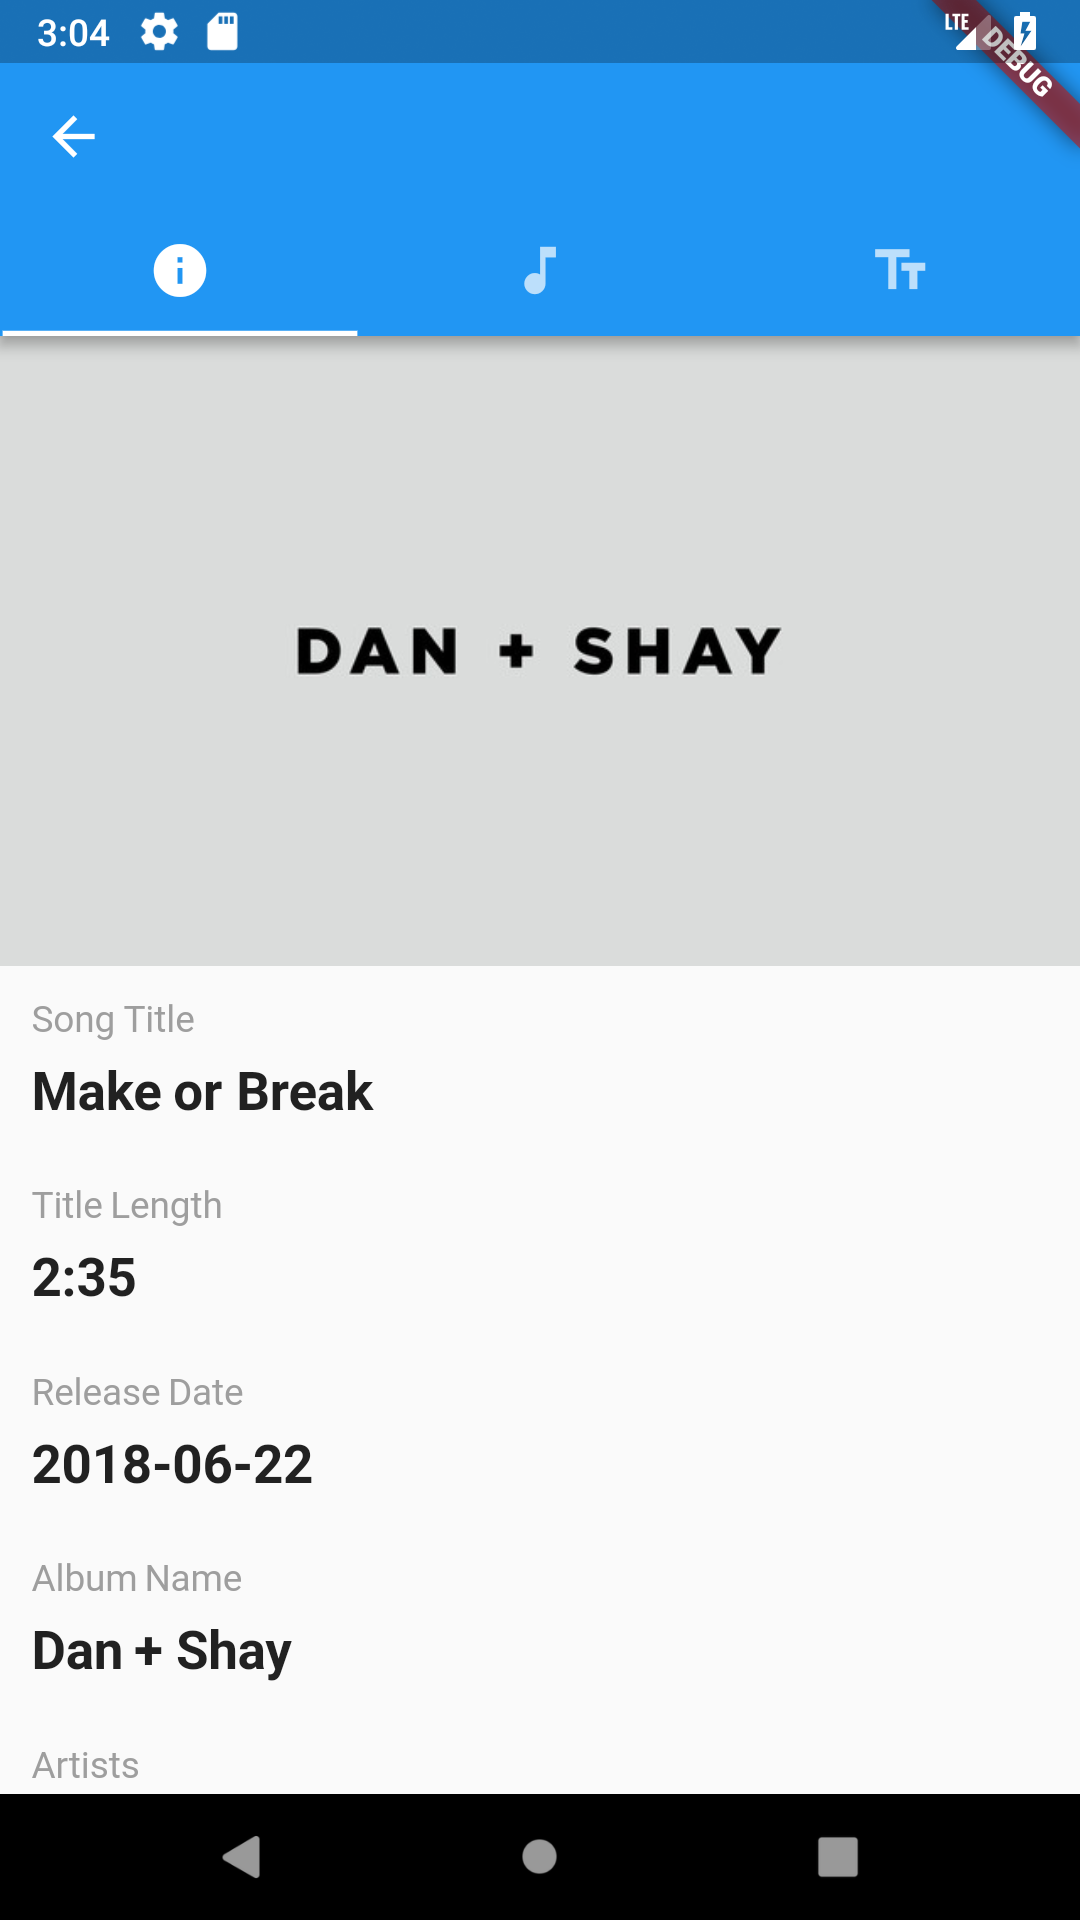 3:04
LTE
DEBUG
DAN + SHAY
Song Title
Make or Break
Title Length
2:35
Release Date
2018-06-22
Album Name
Dan + Shay
Artists